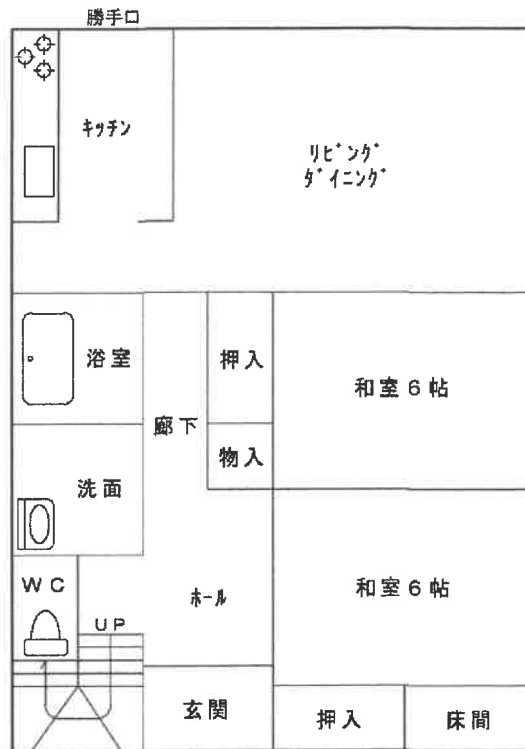 勝手口
キッチン
リビング
ダイニング
浴室
押入
和室6帖
廊下
物入
洗面
WC
UP
ホール
和室6帖
玄関
押入
床間